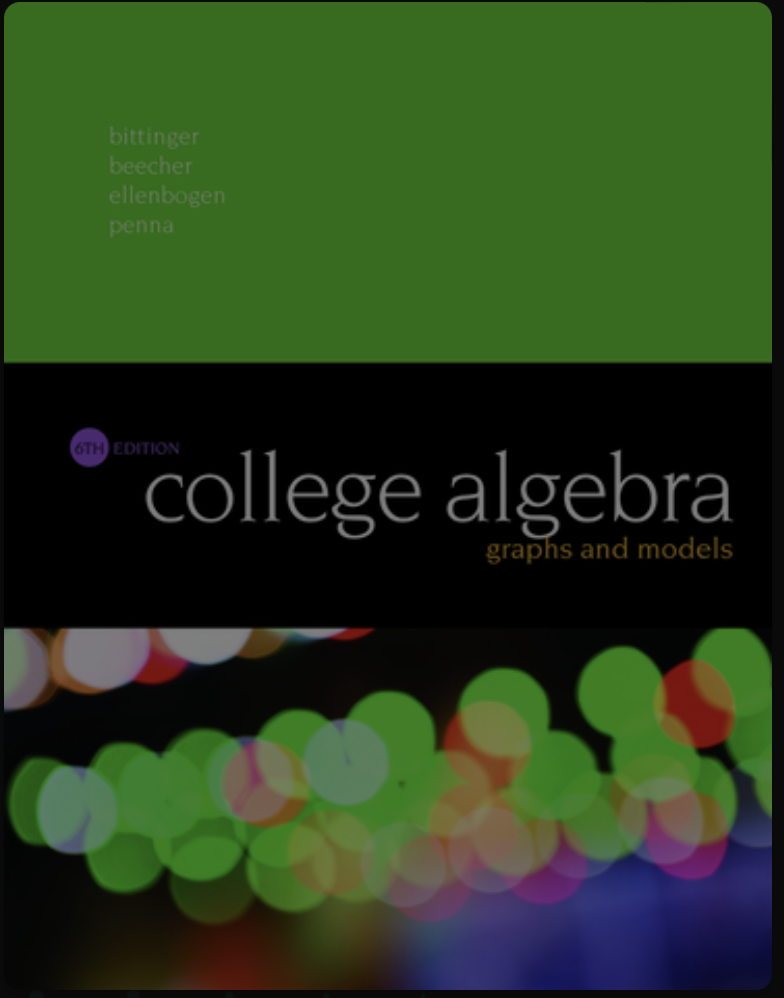 bittinger
beecher
ellenbogen
penna
6TH EDITION
college algebra
graphs and models